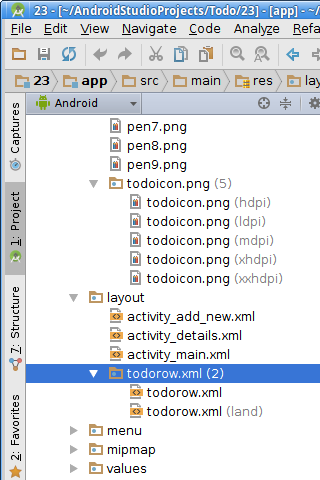 23 - [~/AndroidStudioProjects/Todo/23] - [app] - ~/
File Edit View Navigate Code Analyze Refa
23 app src main res lay
Android
Captures
1: Project
7: Structure
2: Favorites
pen7.png
pen8.png
pen9.png
todoicon.png (5)
todoicon.png (hdpi)
todoicon.png (ldpi)
todoicon.png (mdpi)
todoicon.png (xhdpi)
todoicon.png (xxhdpi)
layout
activity_add_new.xml
activity_details.xml
activity_main.xml
todorow.xml (2)
todorow.xml
todorow.xml (land)
menu
mipmap
values